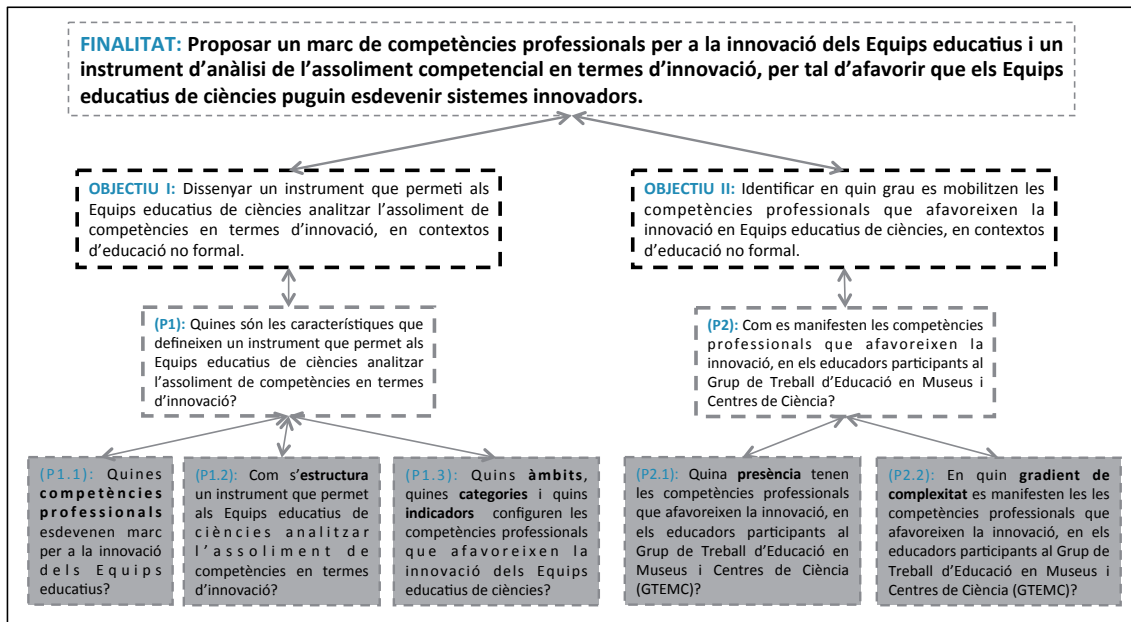 FINALITAT: Proposar un marc de competències professionals per a la innovació dels Equips educatius i un
instrument d'anàlisi de l'assoliment competencial en termes d'innovació, per tal d'afavorir que els Equips
educatius de ciències puguin esdevenir sistemes innovadors.
OBJECTIU I: Dissenyar un instrument que permeti als
Equips educatius de ciències analitzar l'assoliment de
competències en termes d'innovació, en contextos
d'educació no formal.
OBJECTIU II: Identificar en quin grau es mobilitzen les
competències professionals que afavoreixen la
innovació en Equips educatius de ciències, en contextos
d'educació no formal.
(P1): Quines són les característiques que
defineixen un instrument que permet als
Equips educatius de ciències analitzar
l'assoliment de competències en termes
d'innovació?
(P2): Com es manifesten les competències
professionals que afavoreixen la
innovació, en els educadors participants al
Grup de Treball d'Educació en Museus i
Centres de Ciència?
(P1.1): Quines
competències
professionals
esdevenen marc
per a la innovació
dels Equips
educatius?
(P1.2): Com s'estructura
un instrument que permet
als Equips educatius de
ciències analitzar
l'assoliment de
competències en termes
d'innovació?
(P1.3): Quins àmbits,
quines categories i quins
indicadors configuren les
competències professionals
que afavoreixen la
innovació dels Equips
educatius de ciències?
(P2.1): Quina presència tenen
les competències professionals
que afavoreixen la innovació, en
els educadors participants al
Grup de Treball d'Educació en
Museus i Centres de Ciència
(GTEMC)?
(P2.2): En quin gradient de
complexitat es manifesten les les
competències professionals que
afavoreixen la innovació, en els
educadors participants al Grup de
Treball d'Educació en Museus i
Centres de Ciència (GTEMC)?